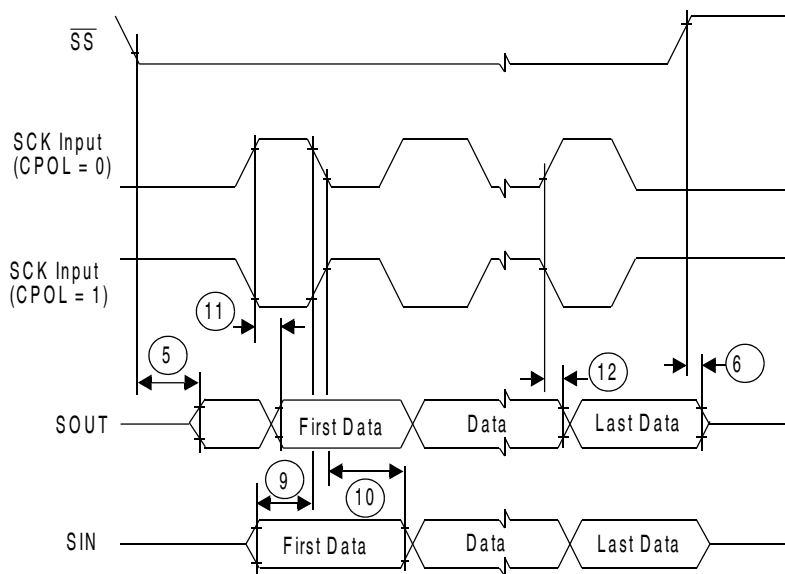 SS
SCK Input
(CPOL = 0)
SCK Input
(CPOL = 1)
11
5
12
6
SOUT
First Data
Data
Last Data
9
10
SIN
First Data
Data
Last Data